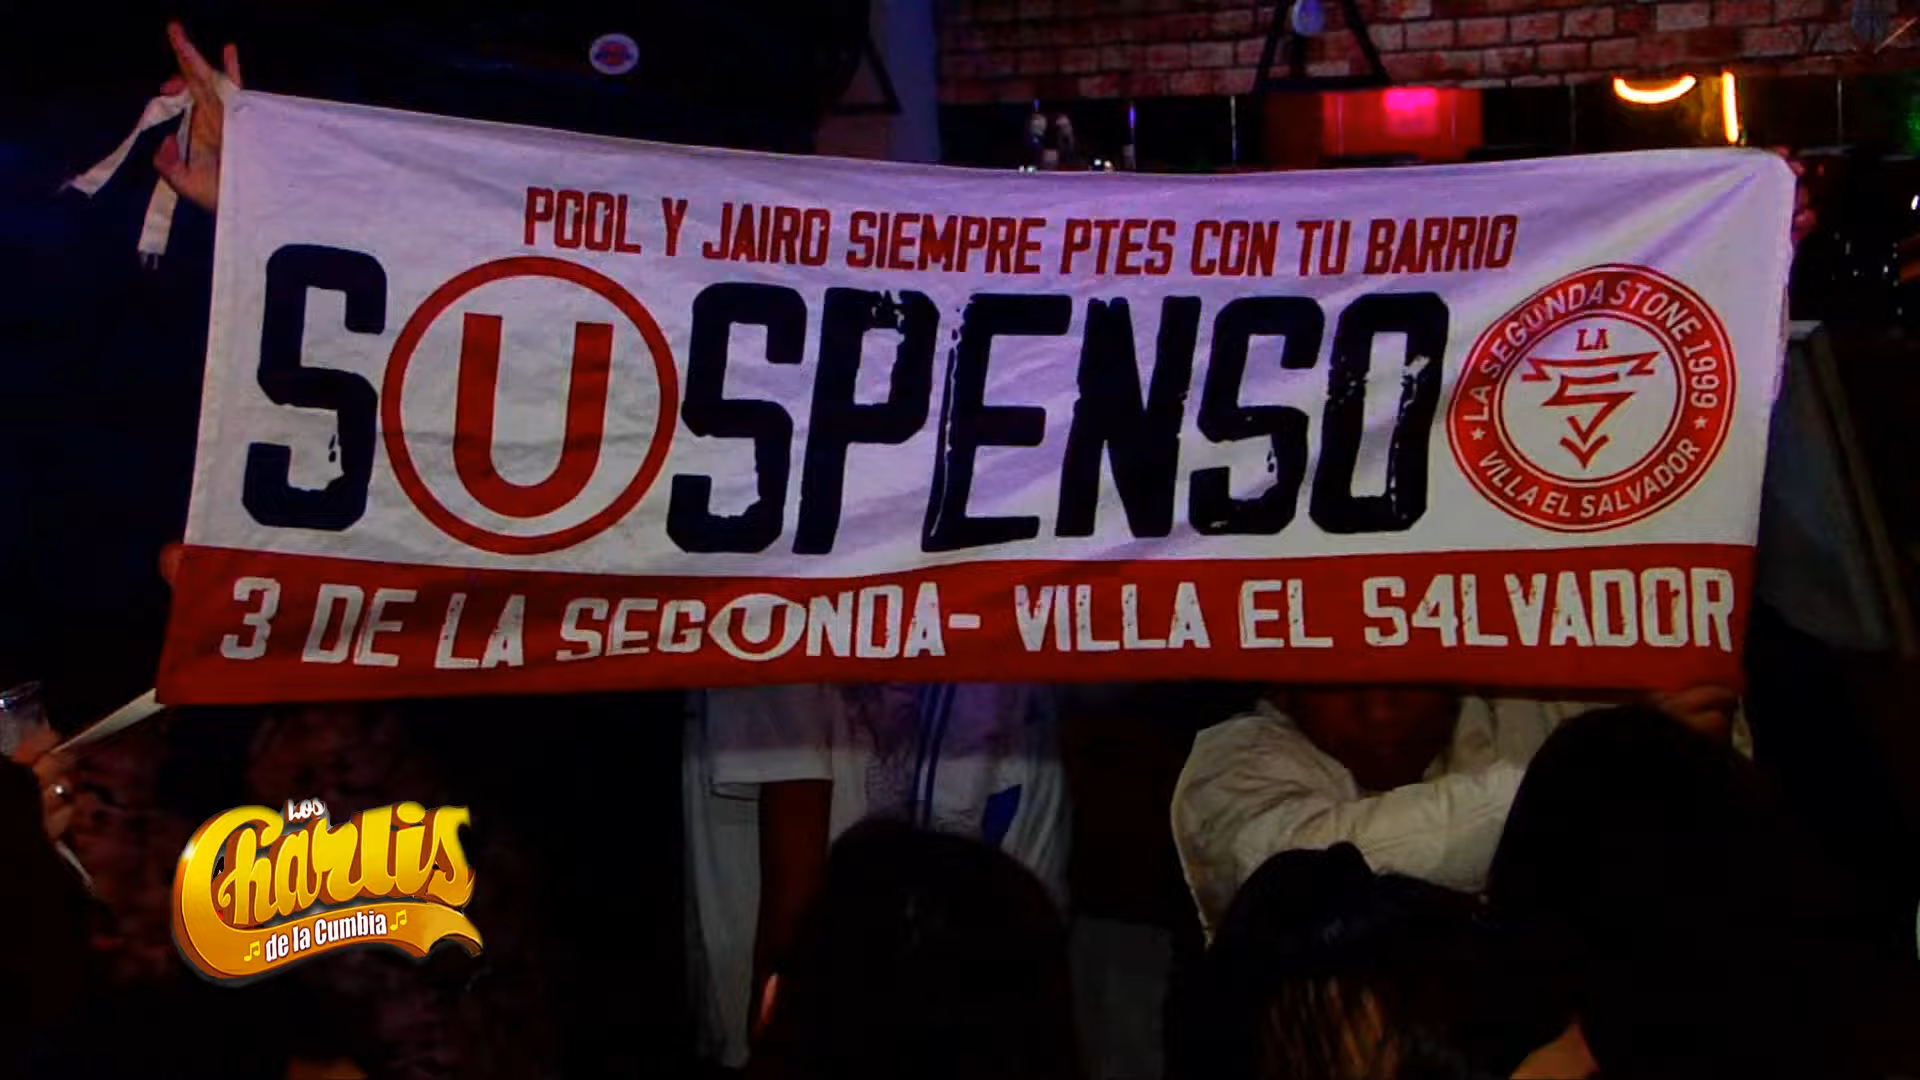 POOL Y JAIRO SIEMPRE PTES CON TU BARRIO
SUSPENSO
LA SEGUNDA STONE 1999
LA
S
VILLA EL SALVADOR
3 DE LA SEGUNDA- VILLA EL S4LVADOR
LOS
Charlis
de la Cumbia